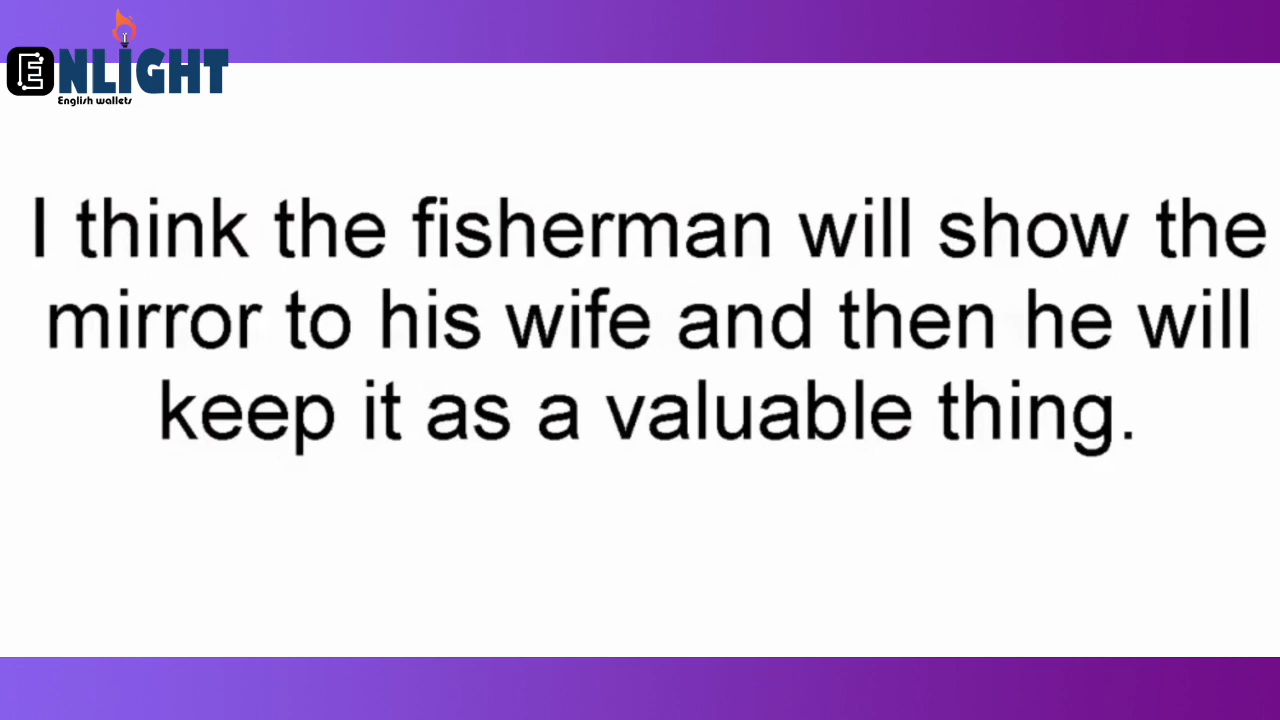 ENLIGHT
English wallets
I think the fisherman will show the
mirror to his wife and then he will
keep it as a valuable thing.